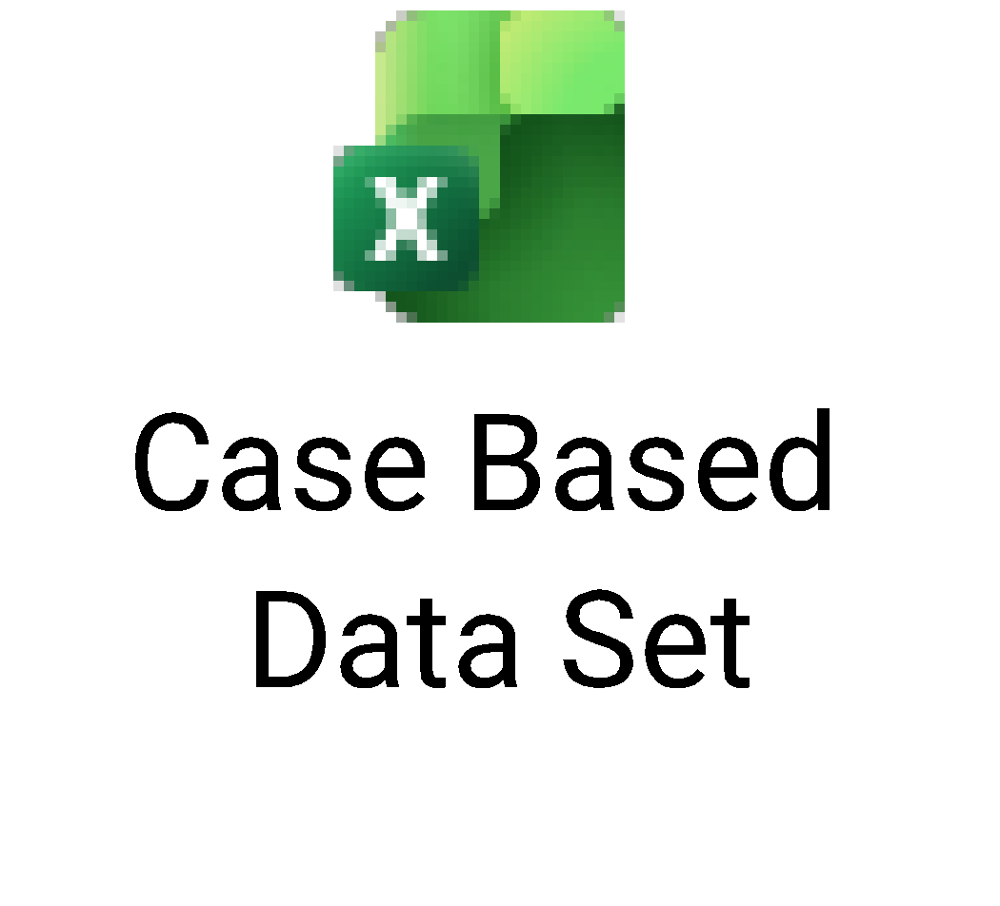 X
Case Based
Data Set